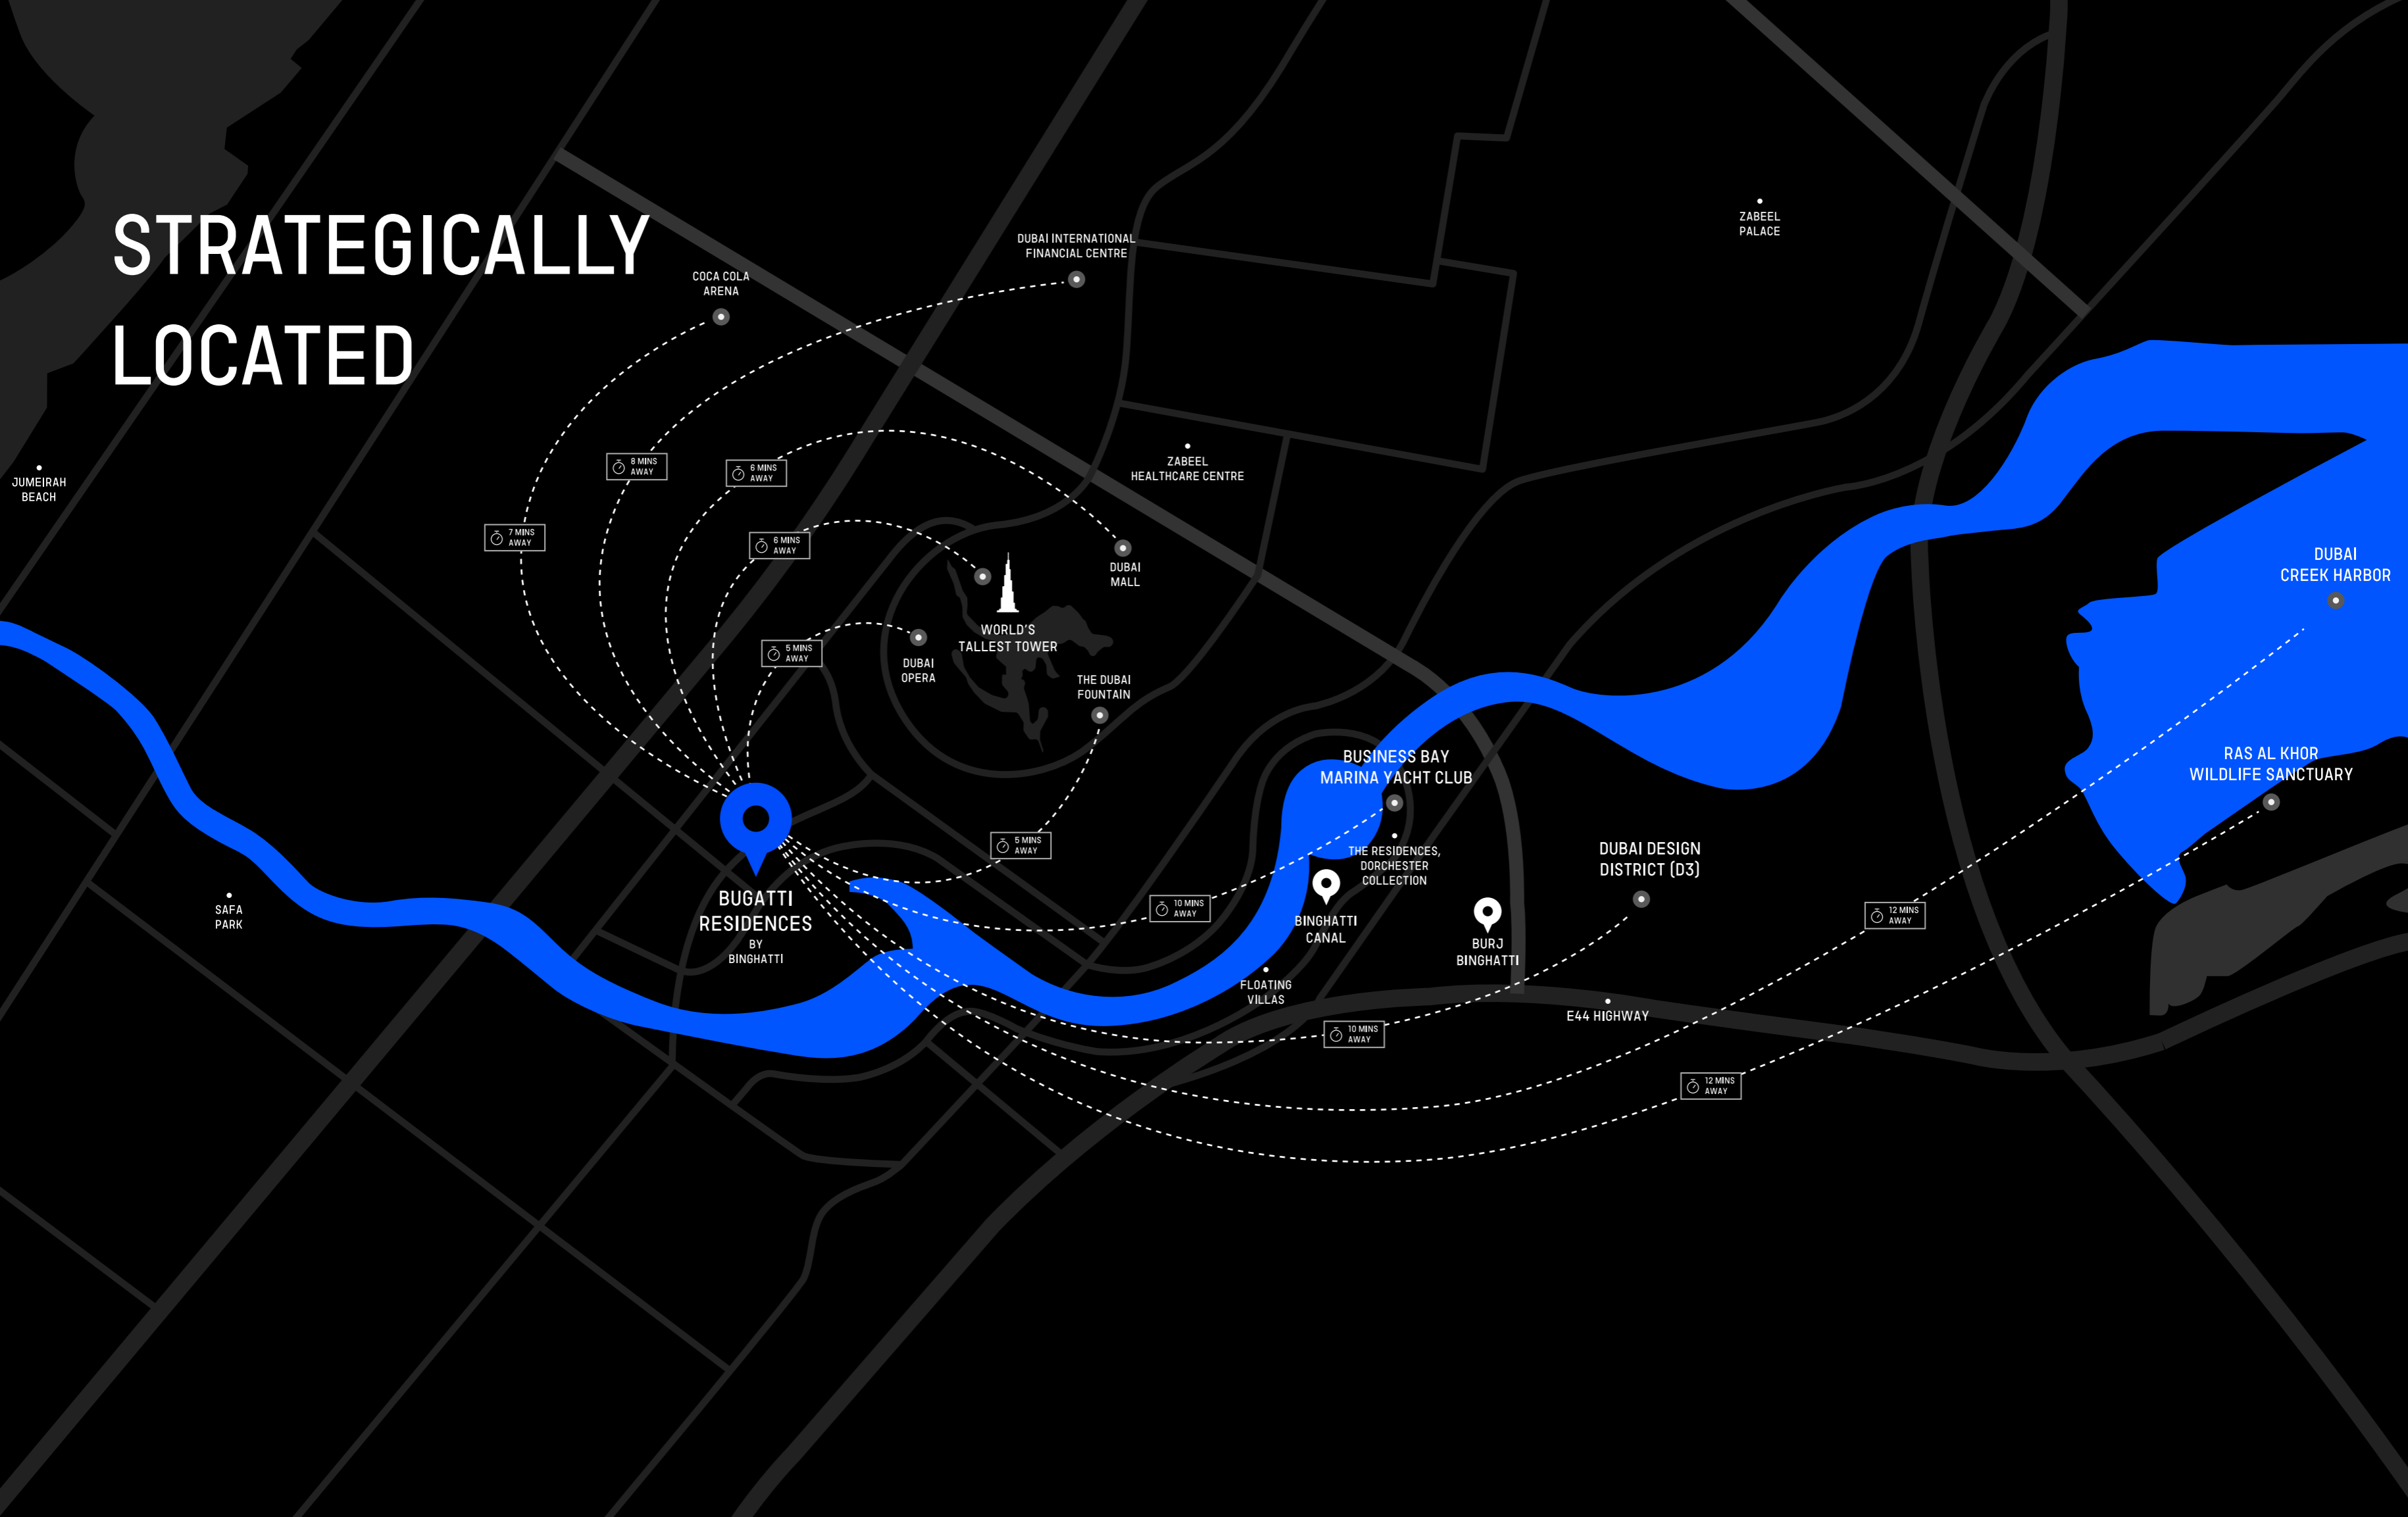 STRATEGICALLY
LOCATED
ZABEEL
PALACE
DUBAI INTERNATIONAL
FINANCIAL CENTRE
COCA COLA
ARENA
8 MINS
AWAY
6 MINS
AWAY
ZABEEL
HEALTHCARE CENTRE
JUMEIRAH
BEACH
7 MINS
AWAY
6 MINS
AWAY
DUBAI
MALL
DUBAI
CREEK HARBOR
WORLD'S
TALLEST TOWER
5 MINS
AWAY
DUBAI
OPERA
THE DUBAI
FOUNTAIN
BUSINESS BAY
MARINA YACHT CLUB
RAS AL KHOR
WILDLIFE SANCTUARY
5 MINS
AWAY
THE RESIDENCES,
DORCHESTER
COLLECTION
DUBAI DESIGN
DISTRICT (D3)
BUGATTI
RESIDENCES
BY
BINGHATTI
SAFA
PARK
10 MINS
AWAY
BINGHATTI
CANAL
BURJ
BINGHATTI
12 MINS
AWAY
FLOATING
VILLAS
E44 HIGHWAY
10 MINS
AWAY
12 MINS
AWAY